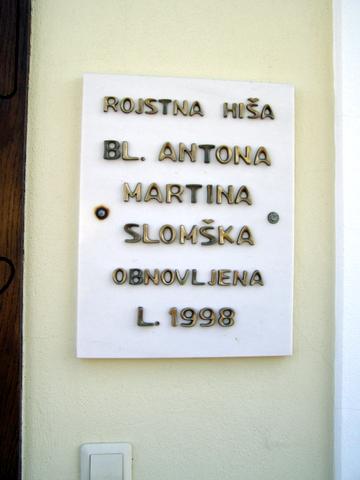 ROJSTNA HIŠA
BL. ANTONA
MARTINA
SLOMŠKA
OBNOVLJENA
L. 1998